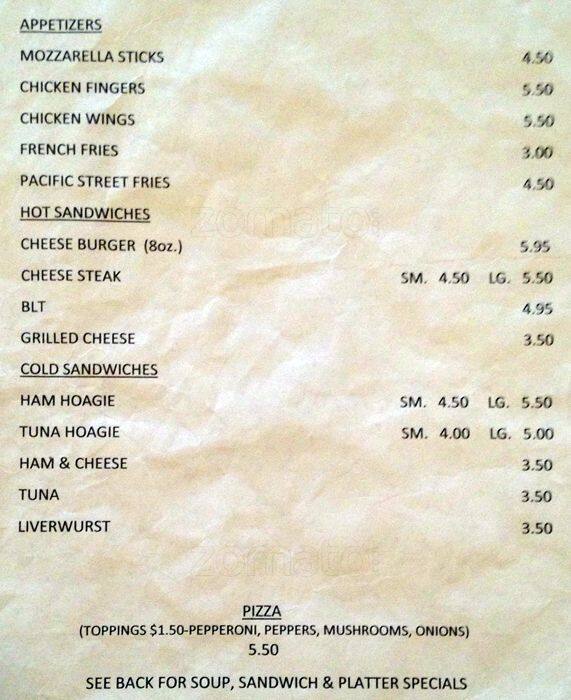 APPETIZERS
MOZZARELLA STICKS 4.50
CHICKEN FINGERS 5.50
CHICKEN WINGS 5.50
FRENCH FRIES 3.00
PACIFIC STREET FRIES 4.50
HOT SANDWICHES
zomato
CHEESE BURGER (8oz.) 5.95
CHEESE STEAK SM. 4.50 LG. 5.50
BLT 4.95
GRILLED CHEESE 3.50
COLD SANDWICHES
HAM HOAGIE SM. 4.50 LG. 5.50
TUNA HOAGIE SM. 4.00 LG. 5.00
HAM & CHEESE 3.50
TUNA 3.50
LIVERWURST 3.50
zomato
PIZZA
(TOPPINGS $1.50-PEPPERONI, PEPPERS, MUSHROOMS, ONIONS)
5.50
SEE BACK FOR SOUP, SANDWICH & PLATTER SPECIALS